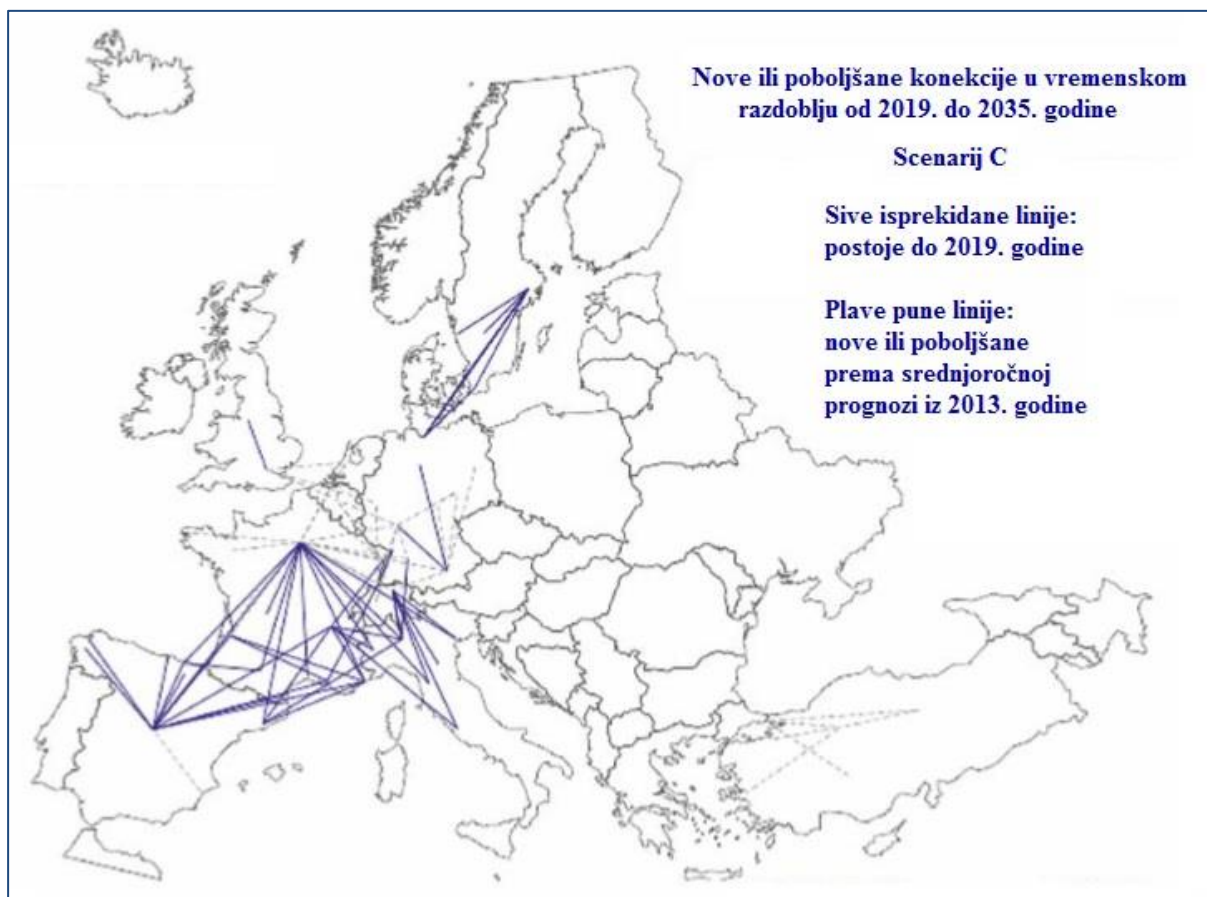 Nove ili poboljšane konekcije u vremenskom
razdoblju od 2019. do 2035. godine
Scenarij C
Sive isprekidane linije:
postoje do 2019. godine
Plave pune linije:
nove ili poboljšane
prema srednjoročnoj
prognozi iz 2013. godine